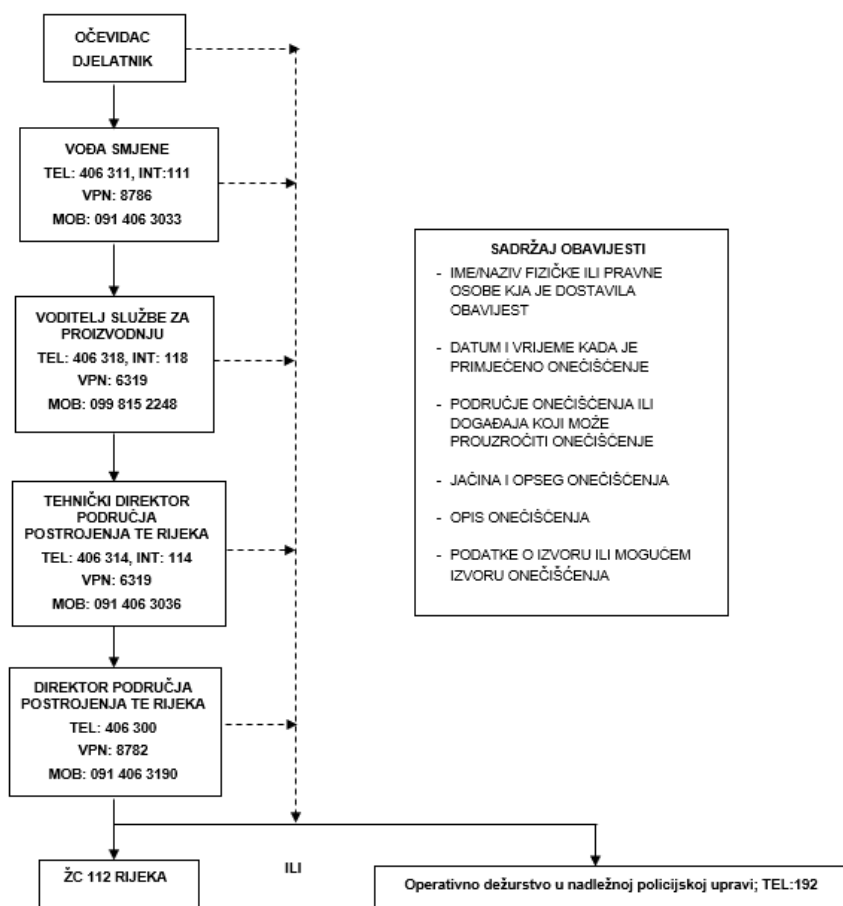 OČEVIDAC
DJELATNIK
VOĐA SMJENE
TEL: 406 311, INT:111
VPN: 8786
MOB: 091 406 3033
VODITELJ SLUŽBE ZA
PROIZVODNJU
TEL: 406 318, INT: 118
VPN: 6319
MOB: 099 815 2248
TEHNIČKI DIREKTOR
PODRUČJA
POSTROJENJA TE RIJEKA
TEL: 406 314, INT: 114
VPN: 6319
MOB: 091 406 3036
DIREKTOR PODRUČJA
POSTROJENJA TE RIJEKA
TEL: 406 300
VPN: 8782
MOB: 091 406 3190
SADRŽAJ OBAVIJESTI
- IME/NAZIV FIZIČKE ILI PRAVNE
OSOBE KJA JE DOSTAVILA
OBAVIJEST
- DATUM I VRIJEME KADA JE
PRIMJEĆENO ONEČIŠĆENJE
- PODRUČJE ONEČIŠĆENJA ILI
DOGAĐAJA KOJI MOŽE
PROUZROČITI ONEČIŠĆENJE
- JAČINA I OPSEG ONEČIŠĆENJA
- OPIS ONEČIŠĆENJA
- PODATKE O IZVORU ILI MOGUĆEM
IZVORU ONEČIŠĆENJA
ŽC 112 RIJEKA
ILI
Operativno dežurstvo u nadležnoj policijskoj upravi; TEL:192